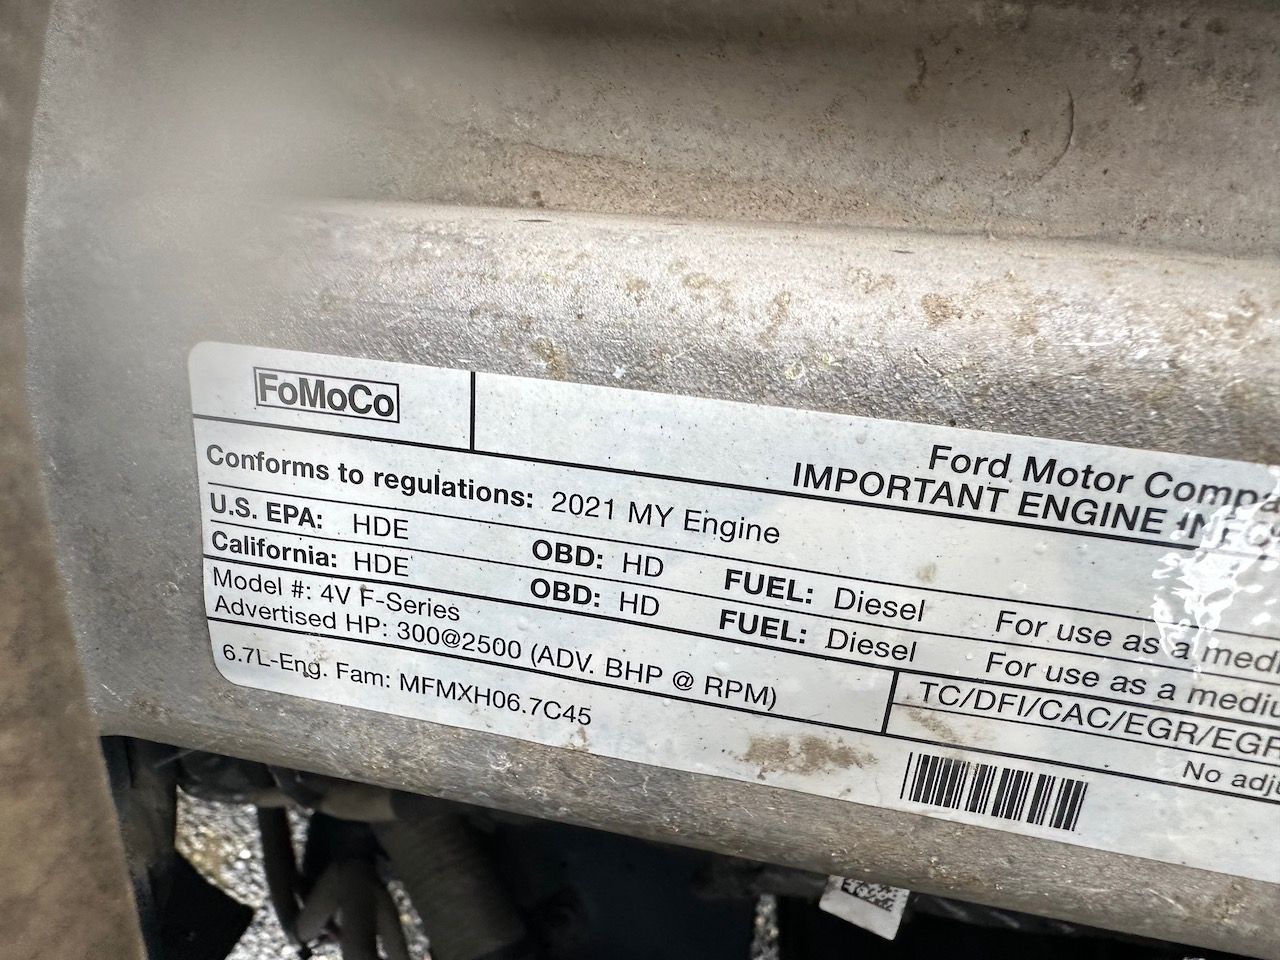 FoMoCo
Ford Motor
IMPORTANT ENGINE
Conforms to regulations: 2021 MY Engine
U.S. EPA: HDE OBD: HD FUEL: Diesel For use as a
California: HDE OBD: HD FUEL: Diesel For use as a
Model #: 4V F-Series
Advertised HP: 300@2500 (ADV. BHP @ RPM) TC/DFI/CAC/EGR/EGR
6.7L-Eng. Fam: MFMXH06.7C45 No